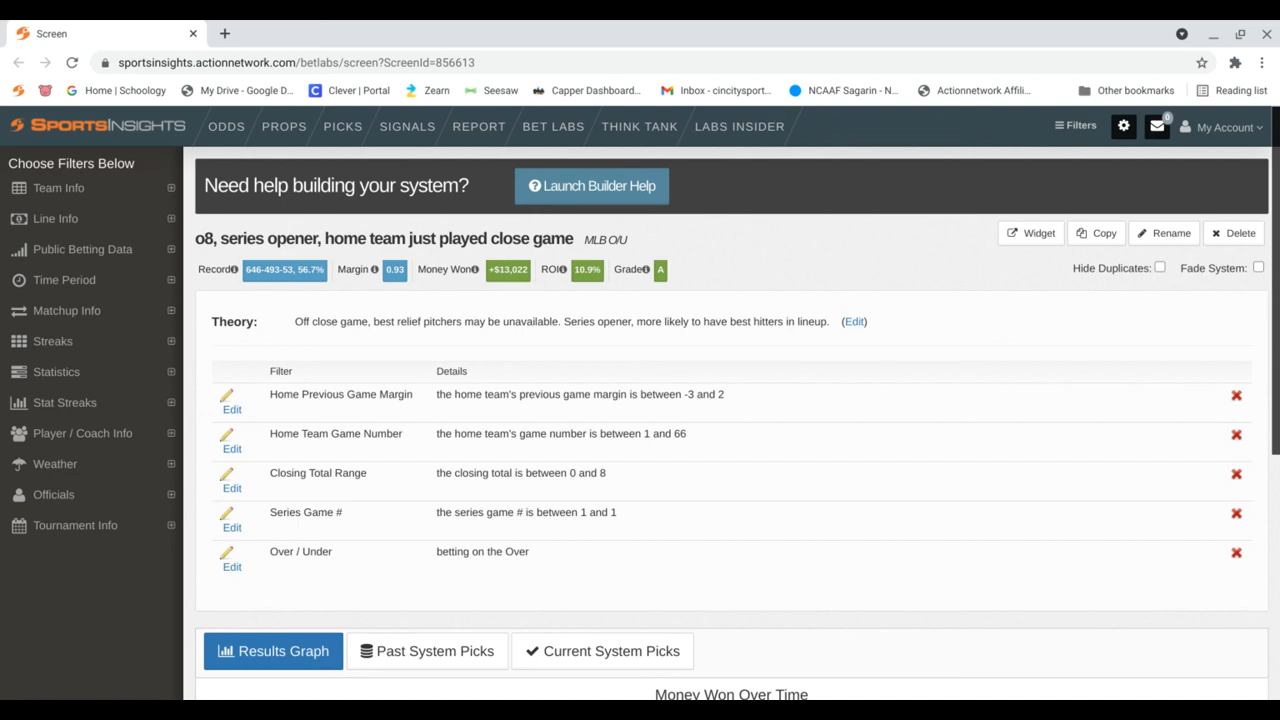 Screen
sportsinsights.actionnetwork.com/betlabs/screen?ScreenId=856613
Home | Schoology
My Drive - Google D...
Clever | Portal
Zearn
Seesaw
Capper Dashboard...
Inbox - cincitysport...
NCAAF Sagarin - N...
Actionnetwork Affili...
Other bookmarks
Reading list
SPORTSINSIGHTS
ODDS
PROPS
PICKS
SIGNALS
REPORT
BET LABS
THINK TANK
LABS INSIDER
Filters
0
My Account
Choose Filters Below
Team Info
Line Info
Public Betting Data
Time Period
Matchup Info
Streaks
Statistics
Stat Streaks
Player / Coach Info
Weather
Officials
Tournament Info
Need help building your system?
Launch Builder Help
o8, series opener, home team just played close game MLB O/U
Widget
Copy
Rename
Delete
Record 646-493-53, 56.7% Margin 0.93 Money Won +$13,022 ROI 10.9% Grade A
Hide Duplicates:
Fade System:
Theory: Off close game, best relief pitchers may be unavailable. Series opener, more likely to have best hitters in lineup. (Edit)
Filter Details
Home Previous Game Margin the home team's previous game margin is between -3 and 2
Edit
Home Team Game Number the home team's game number is between 1 and 66
Edit
Closing Total Range the closing total is between 0 and 8
Edit
Series Game # the series game # is between 1 and 1
Edit
Over / Under betting on the Over
Edit
Results Graph
Past System Picks
Current System Picks
Money Won Over Time